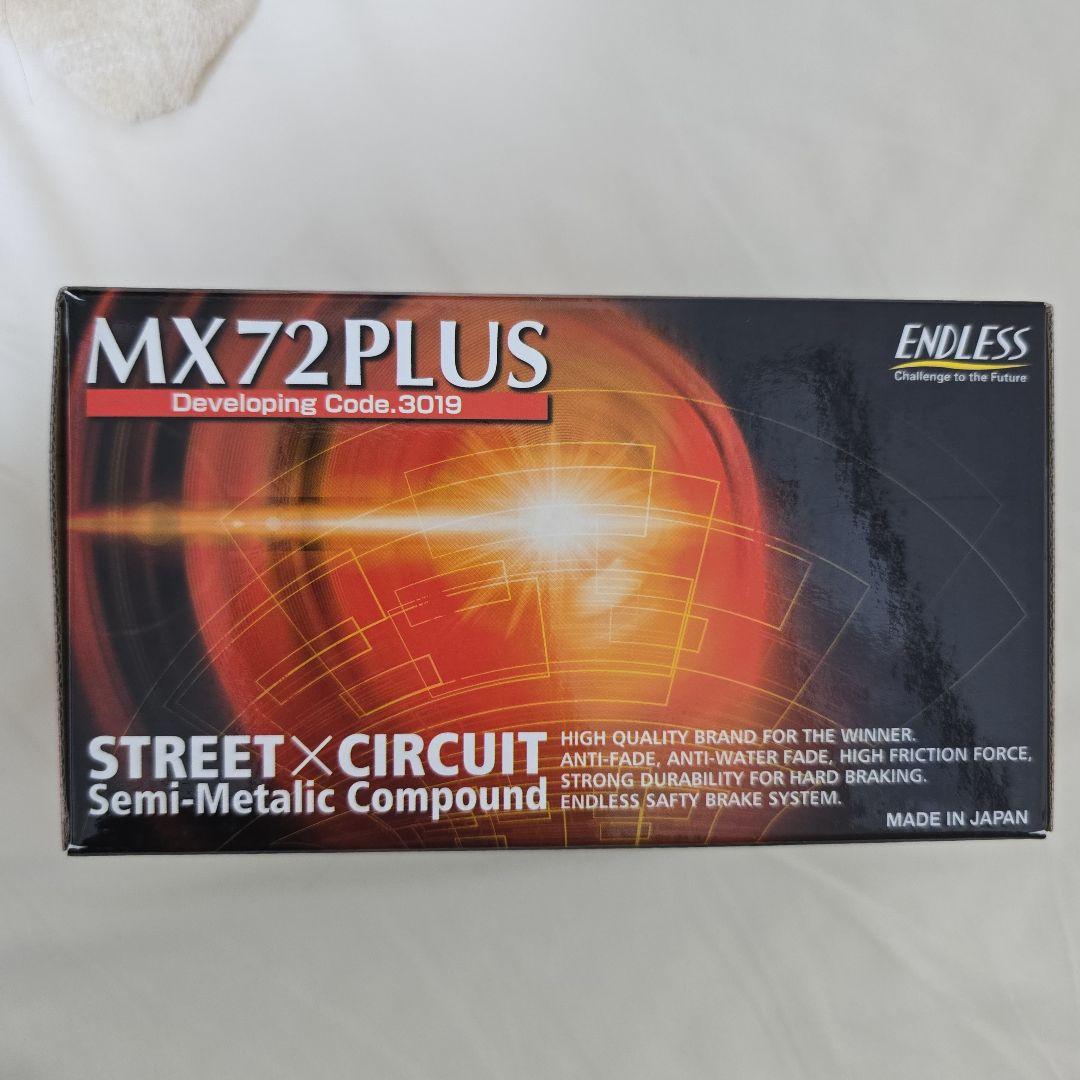 MX72PLUS
Developing Code.3019
ENDLESS
Challenge to the Future
STREET×CIRCUIT
Semi-Metalic Compound
HIGH QUALITY BRAND FOR THE WINNER.
ANTI-FADE, ANTI-WATER FADE, HIGH FRICTION FORCE,
STRONG DURABILITY FOR HARD BRAKING.
ENDLESS SAFTY BRAKE SYSTEM.
MADE IN JAPAN